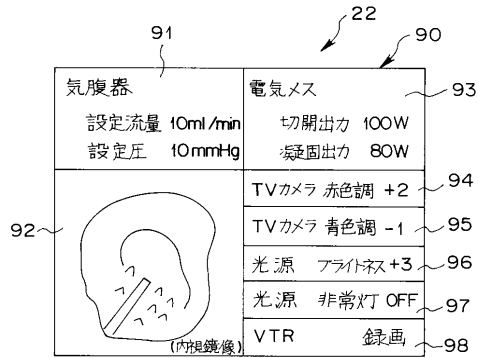 22
91
90
気腹器
設定流量 10ml/min
設定圧 10mmHg
電気メス
切開出力 100W
凝固出力 80W
93
TVカメラ 赤色調 +2
94
92
TVカメラ 青色調 -1
95
光源 ブライトネス +3
96
光源 非常灯 OFF
97
(内視鏡像)
VTR 録画
98